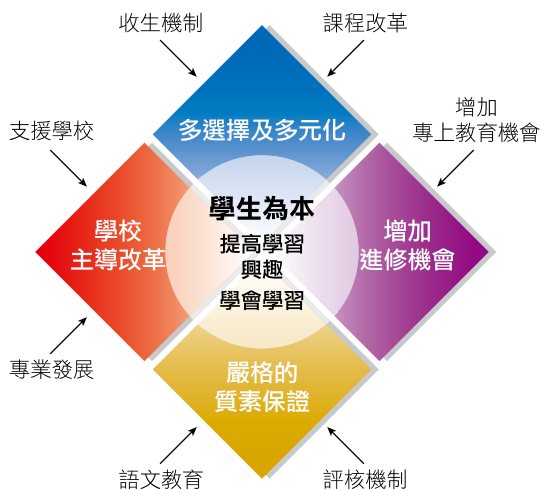 收生機制
課程改革
支援學校
增加
專上教育機會
多選擇及多元化
學校
主導改革
學生為本
提高學習
興趣
學會學習
增加
進修機會
嚴格的
質素保證
專業發展
語文教育
評核機制